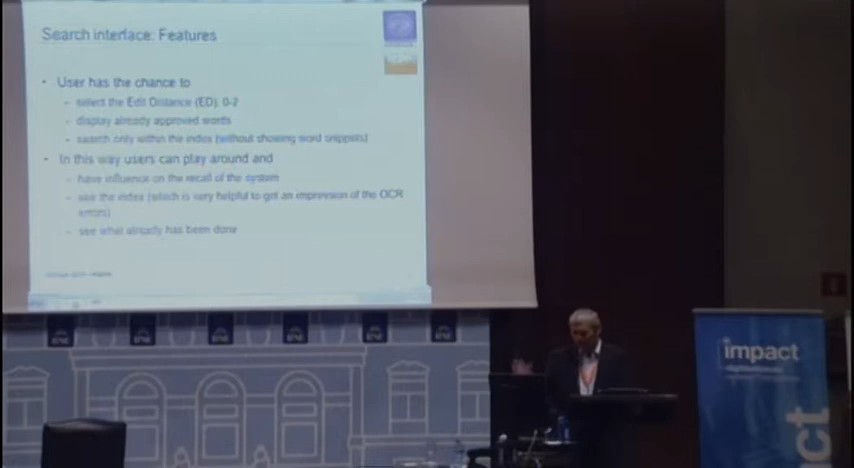 Search interface: Features
• User has the chance to
– select the Edit Distance (ED): 0-2
– display already approved words
– search only within the index (without showing word snippets)
• In this way users can play around and
– have influence on the recall of the system
– see the index (which is very helpful to get an impression of the OCR
errors)
– see what already has been done
impact
ct